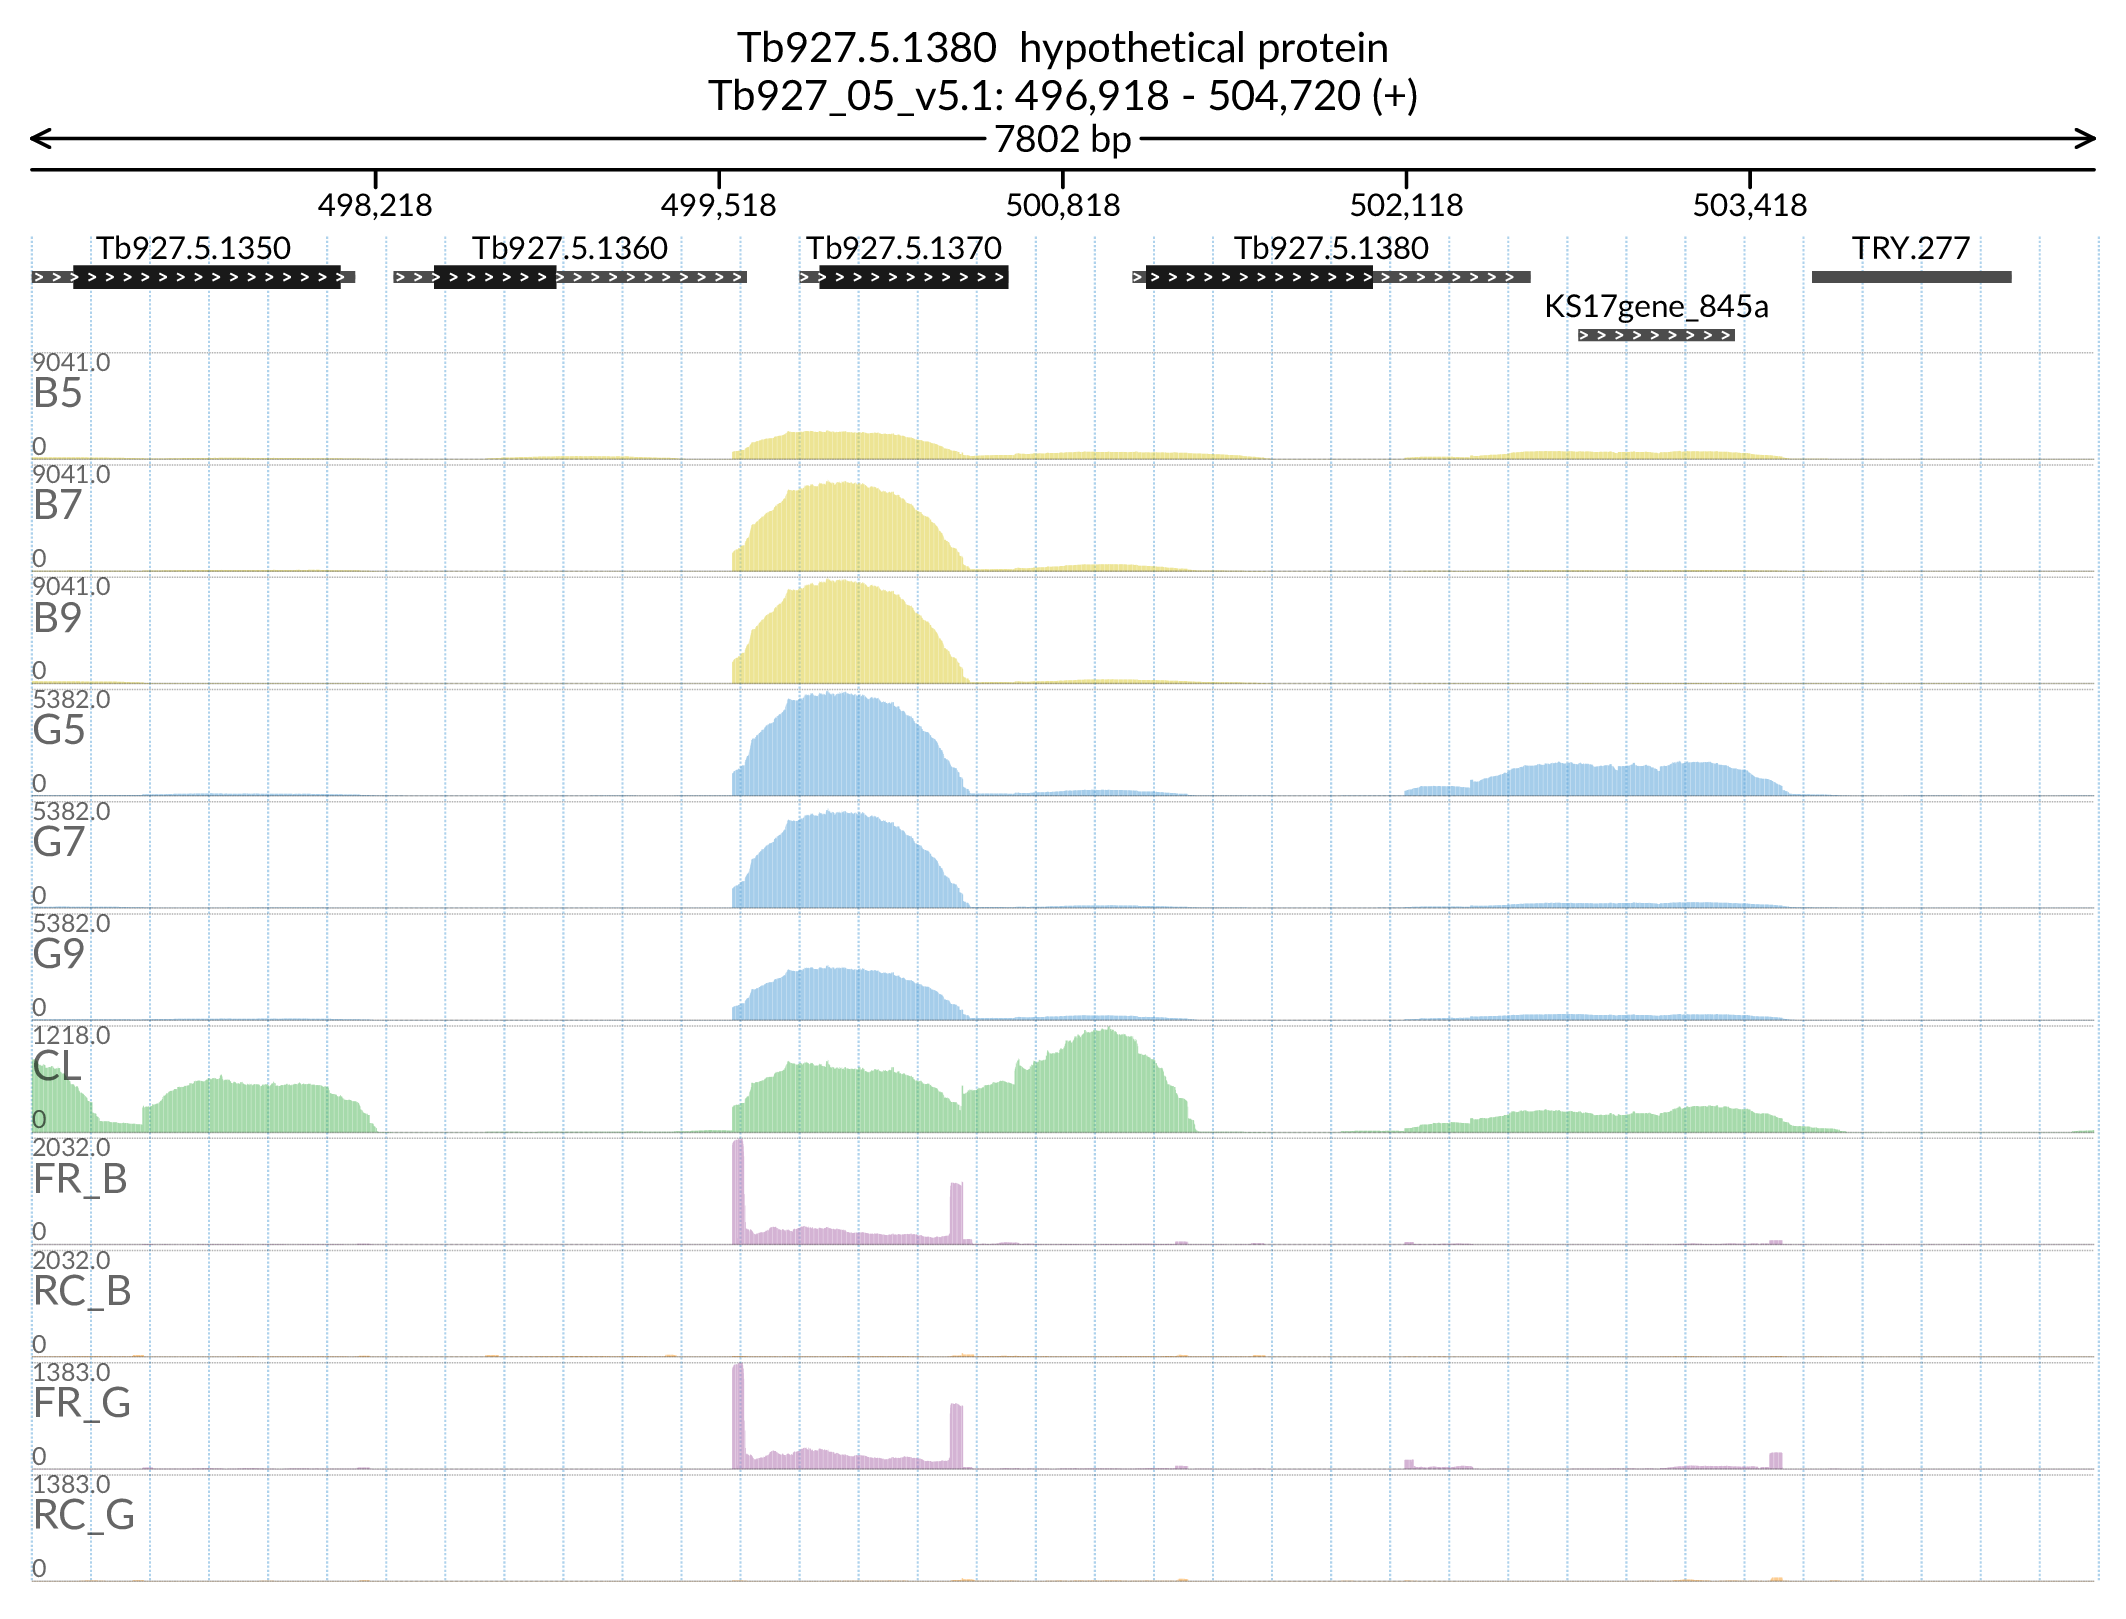 Tb927.5.1380 hypothetical protein
Tb927_05_v5.1: 496,918 - 504,720 (+)
7802 bp
498,218 499,518 500,818 502,118 503,418
Tb927.5.1350 Tb927.5.1360 Tb927.5.1370 Tb927.5.1380 TRY.277
KS17gene_845a
9041.0
B5
0
9041.0
B7
0
9041.0
B9
0
5382.0
G5
0
5382.0
G7
0
5382.0
G9
0
1218.0
CL
0
2032.0
FR_B
0
2032.0
RC_B
0
1383.0
FR_G
0
1383.0
RC_G
0